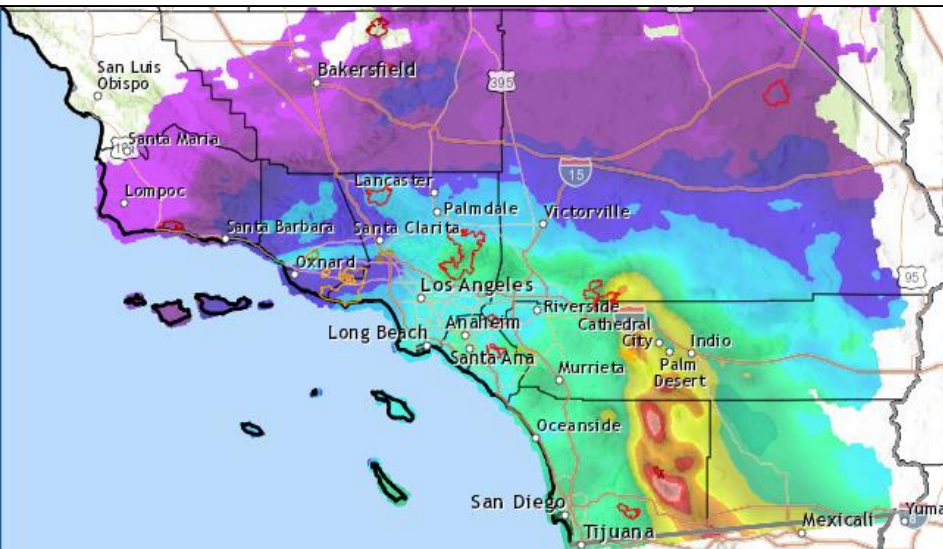 San Luis
Obispo
Bakersfield
395
Santa Maria
Lompoc
Lancaster
15
Palmdale
Santa Barbara
Santa Clarita
Victorville
Oxnard
95
Los Angeles
Riverside
Long Beach
Anaheim
Cathedral
City
Indio
Santa Ana
Palm
Desert
Murrieta
Oceanside
San Diego
Tijuana
Mexicali
Yuma